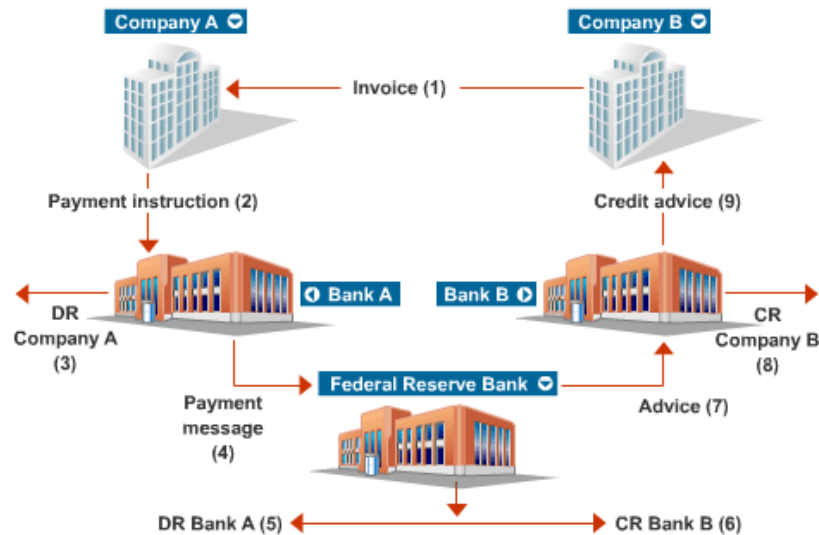 Company A
Company B
Invoice (1)
Payment instruction (2)
Credit advice (9)
Bank A
Bank B
DR
Company A
(3)
CR
Company B
(8)
Federal Reserve Bank
Payment
message
(4)
Advice (7)
DR Bank A (5)
CR Bank B (6)